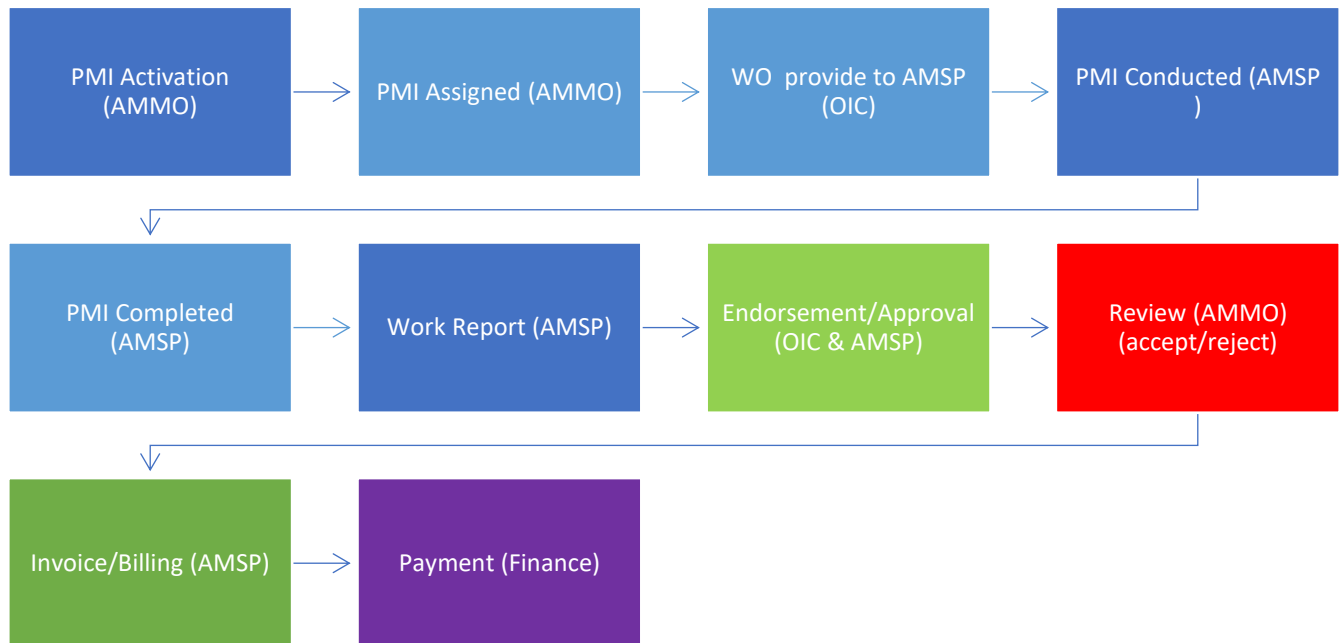 PMI Activation
(AMMO)
PMI Assigned (AMMO)
WO  provide to AMSP
(OIC)
PMI Conducted (AMSP
)
PMI Completed
(AMSP)
Work Report (AMSP)
Endorsement/Approval
(OIC & AMSP)
Review (AMMO)
(accept/reject)
Invoice/Billing (AMSP)
Payment (Finance)